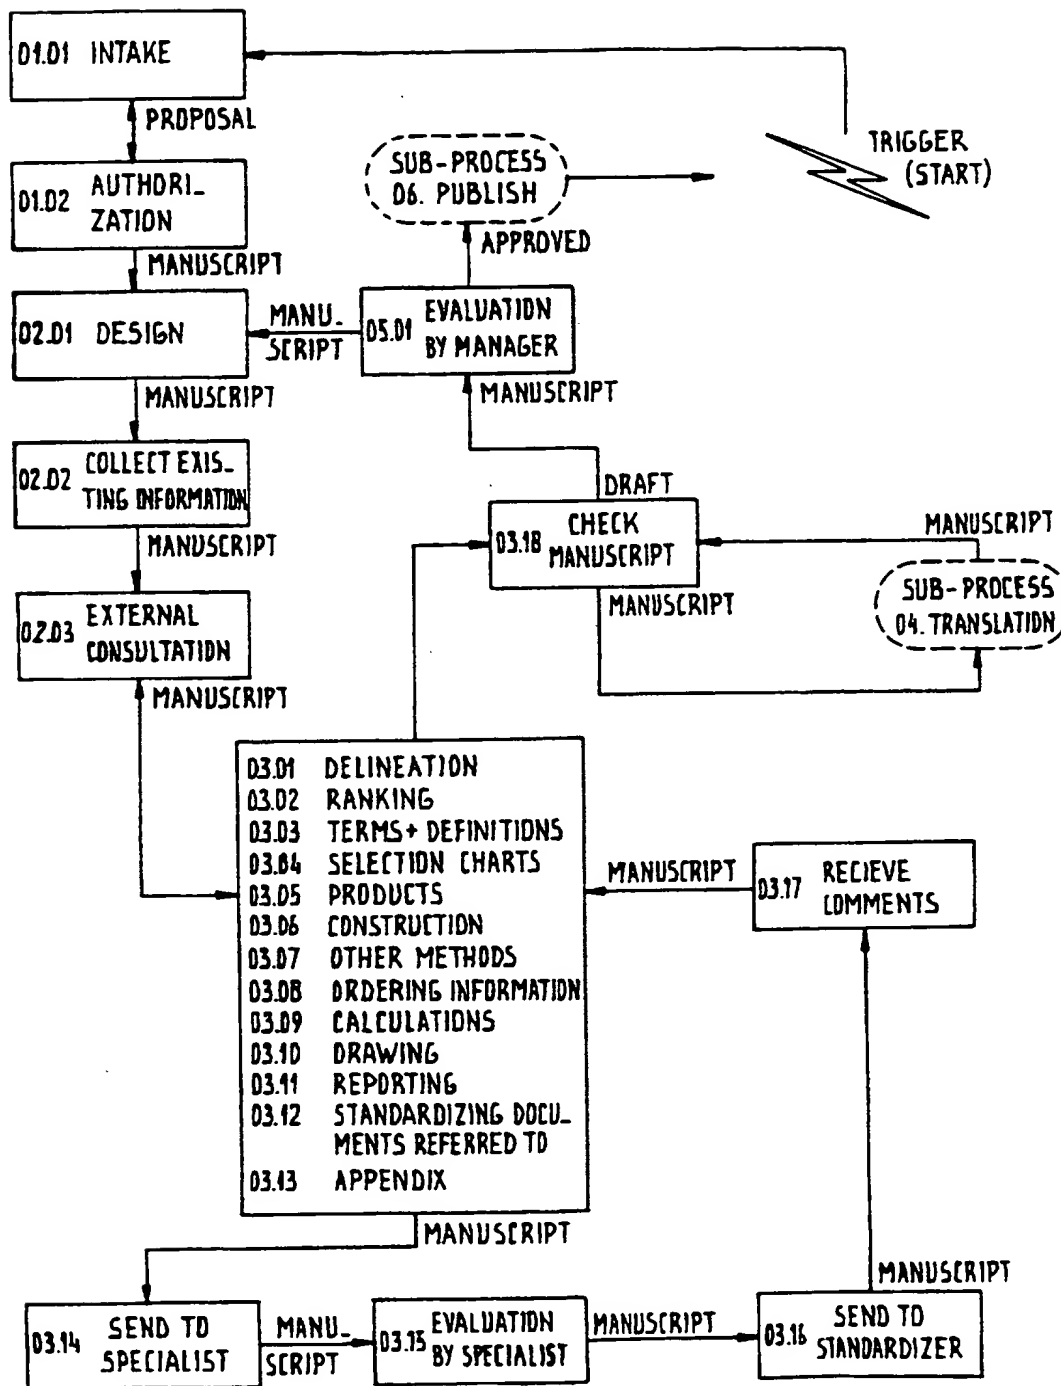 01.01 INTAKE
PROPOSAL
01.02 AUTHORI-
ZATION
MANUSCRIPT
02.01 DESIGN
MANUSCRIPT
02.02 COLLECT EXIS-
TING INFORMATION
MANUSCRIPT
02.03 EXTERNAL
CONSULTATION
MANUSCRIPT
TRIGGER
(START)
SUB-PROCESS
06. PUBLISH
APPROVED
05.01 EVALUATION
BY MANAGER
MANU-
SCRIPT
MANUSCRIPT
DRAFT
03.18 CHECK
MANUSCRIPT
MANUSCRIPT
MANUSCRIPT
SUB-PROCESS
04. TRANSLATION
03.01 DELINEATION
03.02 RANKING
03.03 TERMS+ DEFINITIONS
03.04 SELECTION CHARTS
03.05 PRODUCTS
03.06 CONSTRUCTION
03.07 OTHER METHODS
03.08 ORDERING INFORMATION
03.09 CALCULATIONS
03.10 DRAWING
03.11 REPORTING
03.12 STANDARDIZING DOCU-
MENTS REFERRED TO
03.13 APPENDIX
MANUSCRIPT
03.14 SEND TO
SPECIALIST
MANU-
SCRIPT
03.15 EVALUATION
BY SPECIALIST
MANUSCRIPT
03.16 SEND TO
STANDARDIZER
MANUSCRIPT
03.17 RECIEVE
COMMENTS
MANUSCRIPT